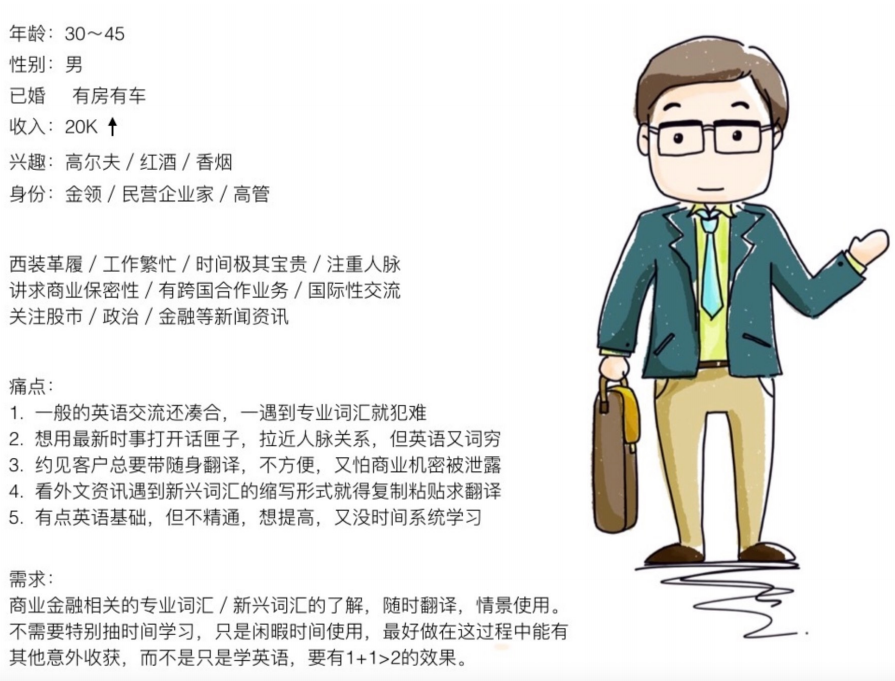 年龄：30～45
性别：男
已婚 有房有车
收入：20K ↑
兴趣：高尔夫 / 红酒 / 香烟
身份：金领 / 民营企业家 / 高管
西装革履 / 工作繁忙 / 时间极其宝贵 / 注重人脉
讲求商业保密性 / 有跨国合作业务 / 国际性交流
关注股市 / 政治 / 金融等新闻资讯
痛点：
1. 一般的英语交流还凑合，一遇到专业词汇就犯难
2. 想用最新时事打开话匣子，拉近人脉关系，但英语又词穷
3. 约见客户总要带随身翻译，不方便，又怕商业机密被泄露
4. 看外文资讯遇到新兴词汇的缩写形式就得复制粘贴求翻译
5. 有点英语基础，但不精通，想提高，又没时间系统学习
需求：
商业金融相关的专业词汇 / 新兴词汇的了解，随时翻译，情景使用。
不需要特别抽时间学习，只是闲暇时间使用，最好做在这过程中能有
其他意外收获，而不是只是学英语，要有1+1>2的效果。